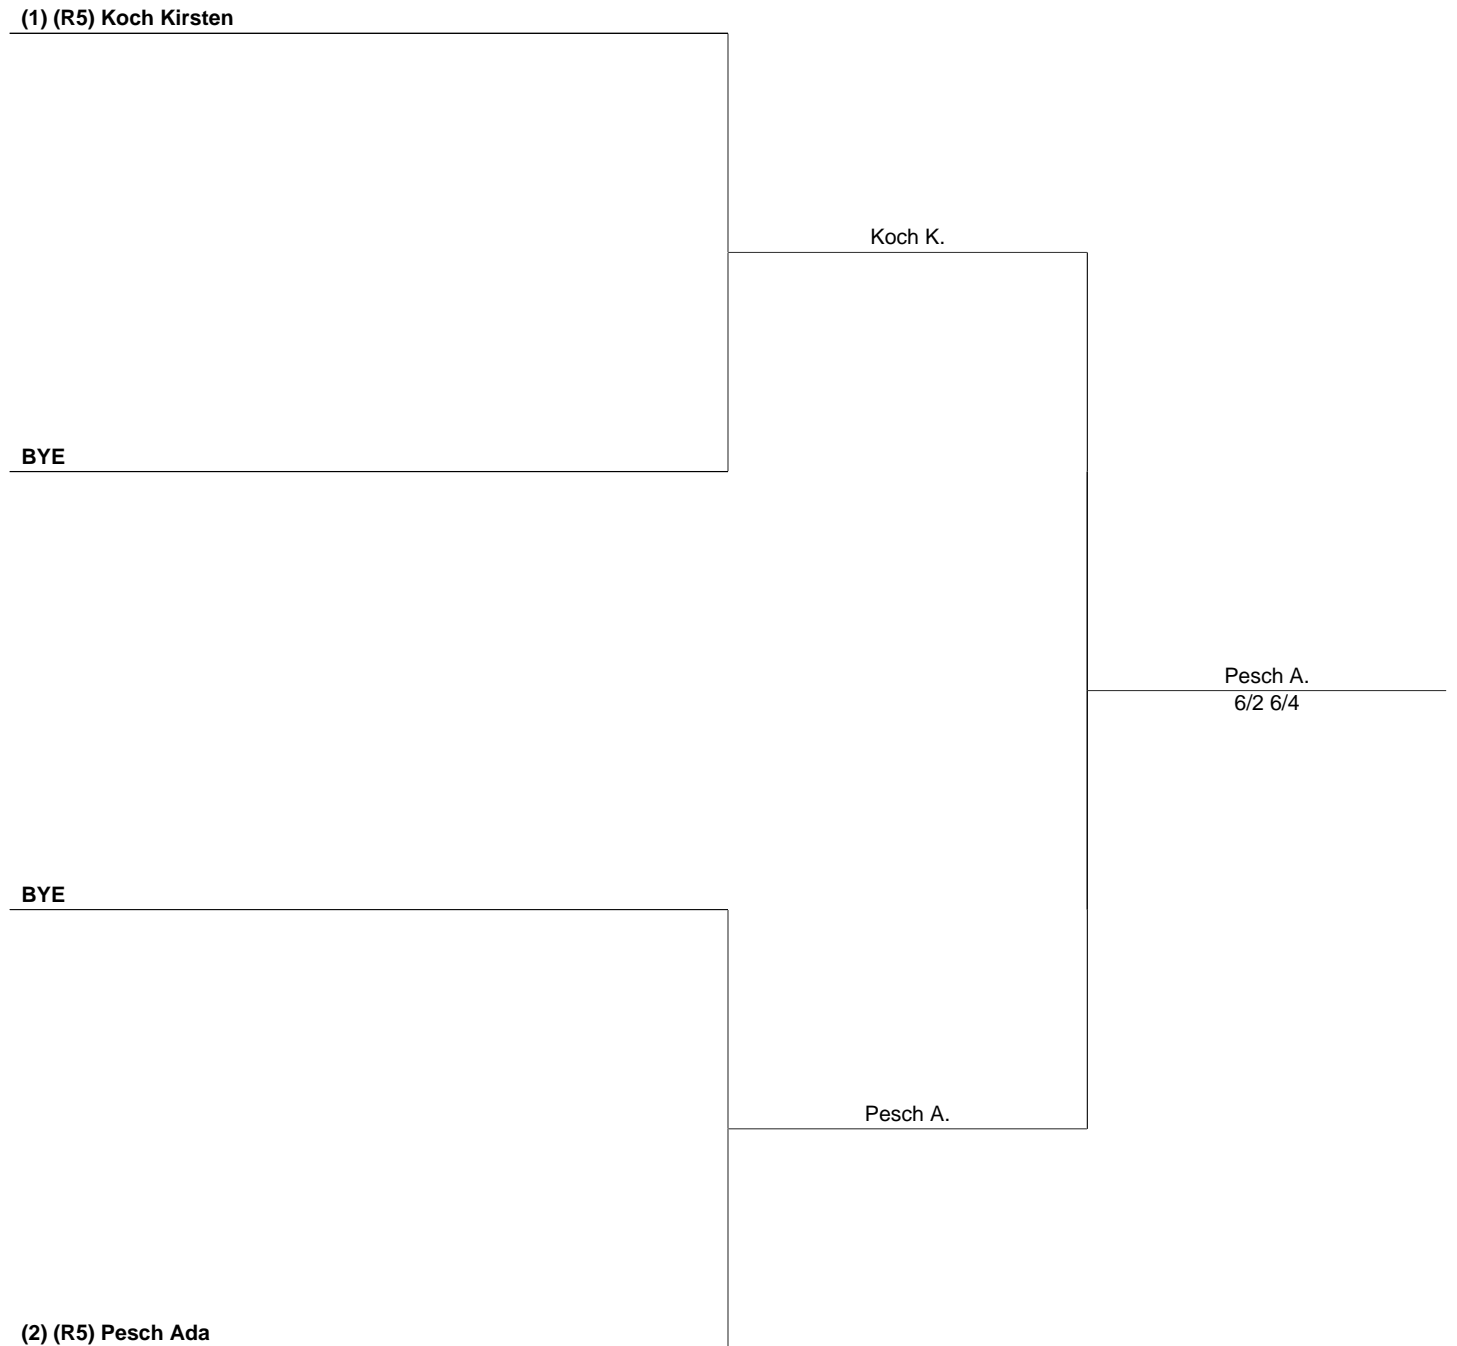 (1) (R5) Koch Kirsten
Koch K.
BYE
Pesch A.
6/2 6/4
BYE
Pesch A.
(2) (R5) Pesch Ada